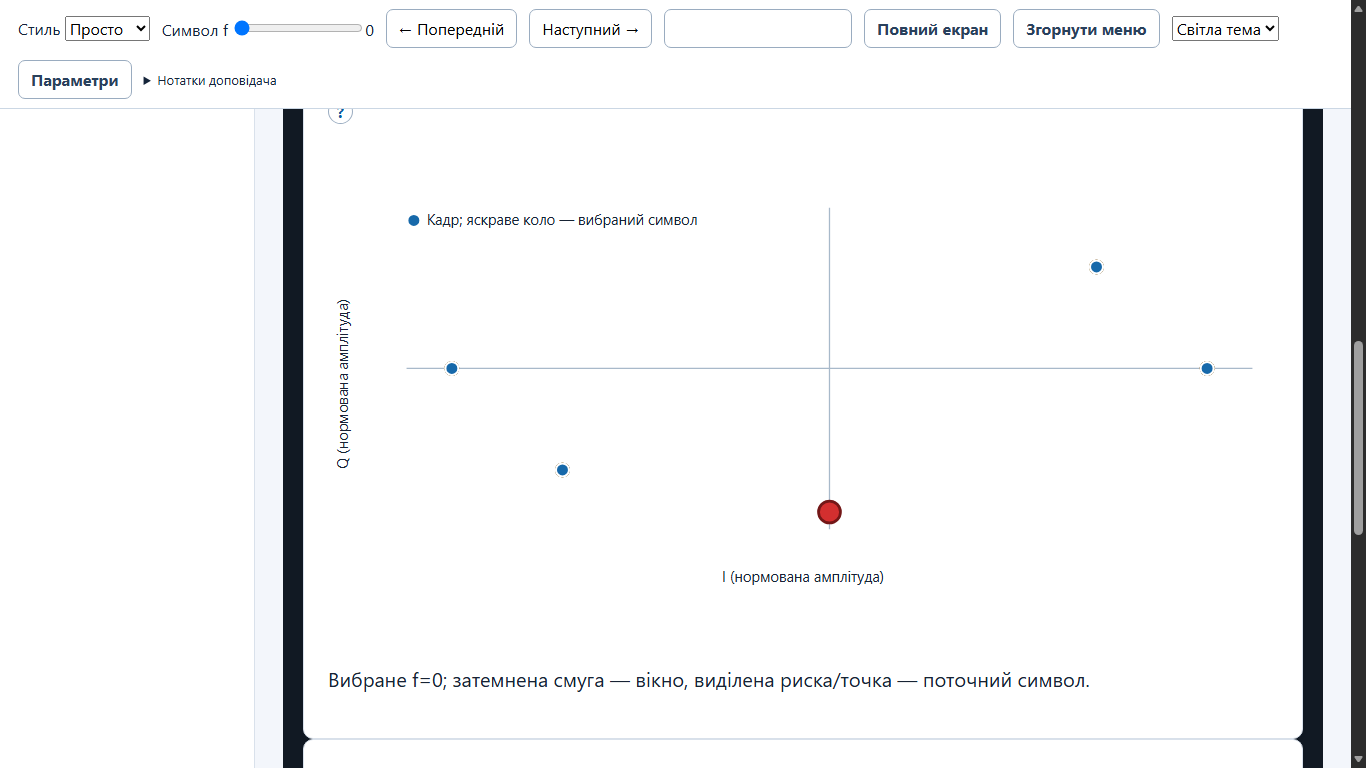 Стиль Просто Символ f 0 ← Попередній Наступний → Повний екран Згорнути меню Світла тема
Параметри ▶ Нотатки доповідача
?
Кадр; яскраве коло — вибраний символ
Q (нормована амплітуда)
I (нормована амплітуда)
Вибране f=0; затемнена смуга — вікно, виділена риска/точка — поточний символ.